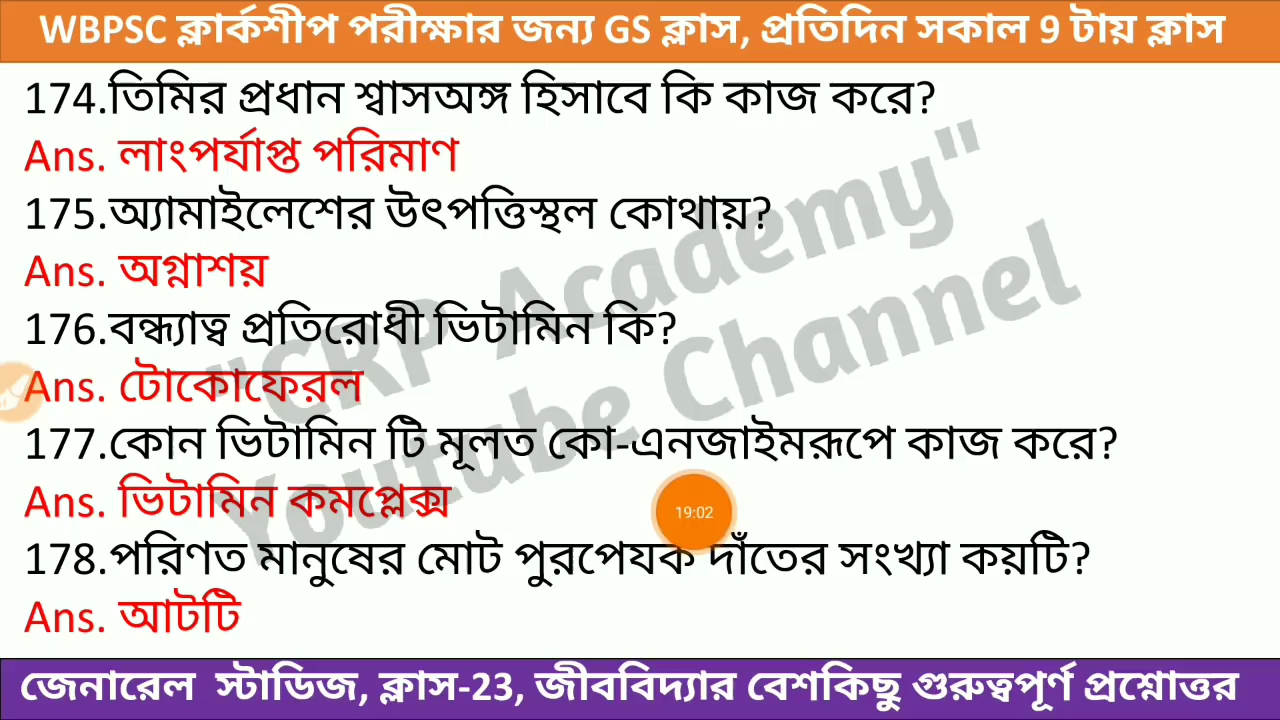 WBPSC ক্লার্কশীপ পরীক্ষার জন্য GS ক্লাস, প্রতিদিন সকাল 9 টায় ক্লাস
174.তিমির প্রধান শ্বাসঅঙ্গ হিসাবে কি কাজ করে?
Ans. লাংপর্যাপ্ত পরিমাণ
175.অ্যামাইলেশের উৎপত্তিস্থল কোথায়?
Ans. অগ্নাশয়
176.বন্ধ্যাত্ব প্রতিরোধী ভিটামিন কি?
Ans. টোকোফেরল
177.কোন ভিটামিন টি মূলত কো-এনজাইমরূপে কাজ করে?
Ans. ভিটামিন কমপ্লেক্স
19:02
178.পরিণত মানুষের মোট পুরপেযক দাঁতের সংখ্যা কয়টি?
Ans. আটটি
"CRP Academy"
Youtube Channel
জেনারেল স্টাডিজ, ক্লাস-23, জীববিদ্যার বেশকিছু গুরুত্বপূর্ণ প্রশ্নোত্তর